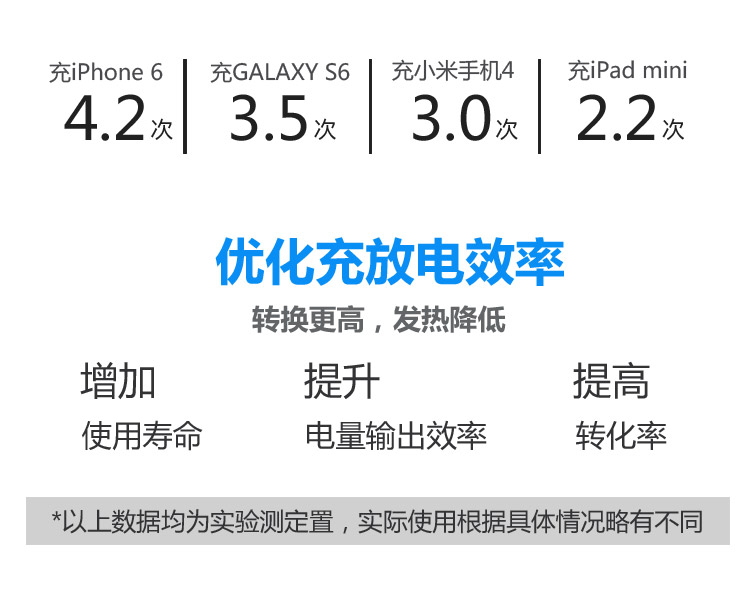 充iPhone 6 充GALAXY S6 充小米手机4 充iPad mini
4.2次 3.5次 3.0次 2.2次
优化充放电效率
转换更高，发热降低
增加 提升 提高
使用寿命 电量输出效率 转化率
*以上数据均为实验测定置，实际使用根据具体情况略有不同